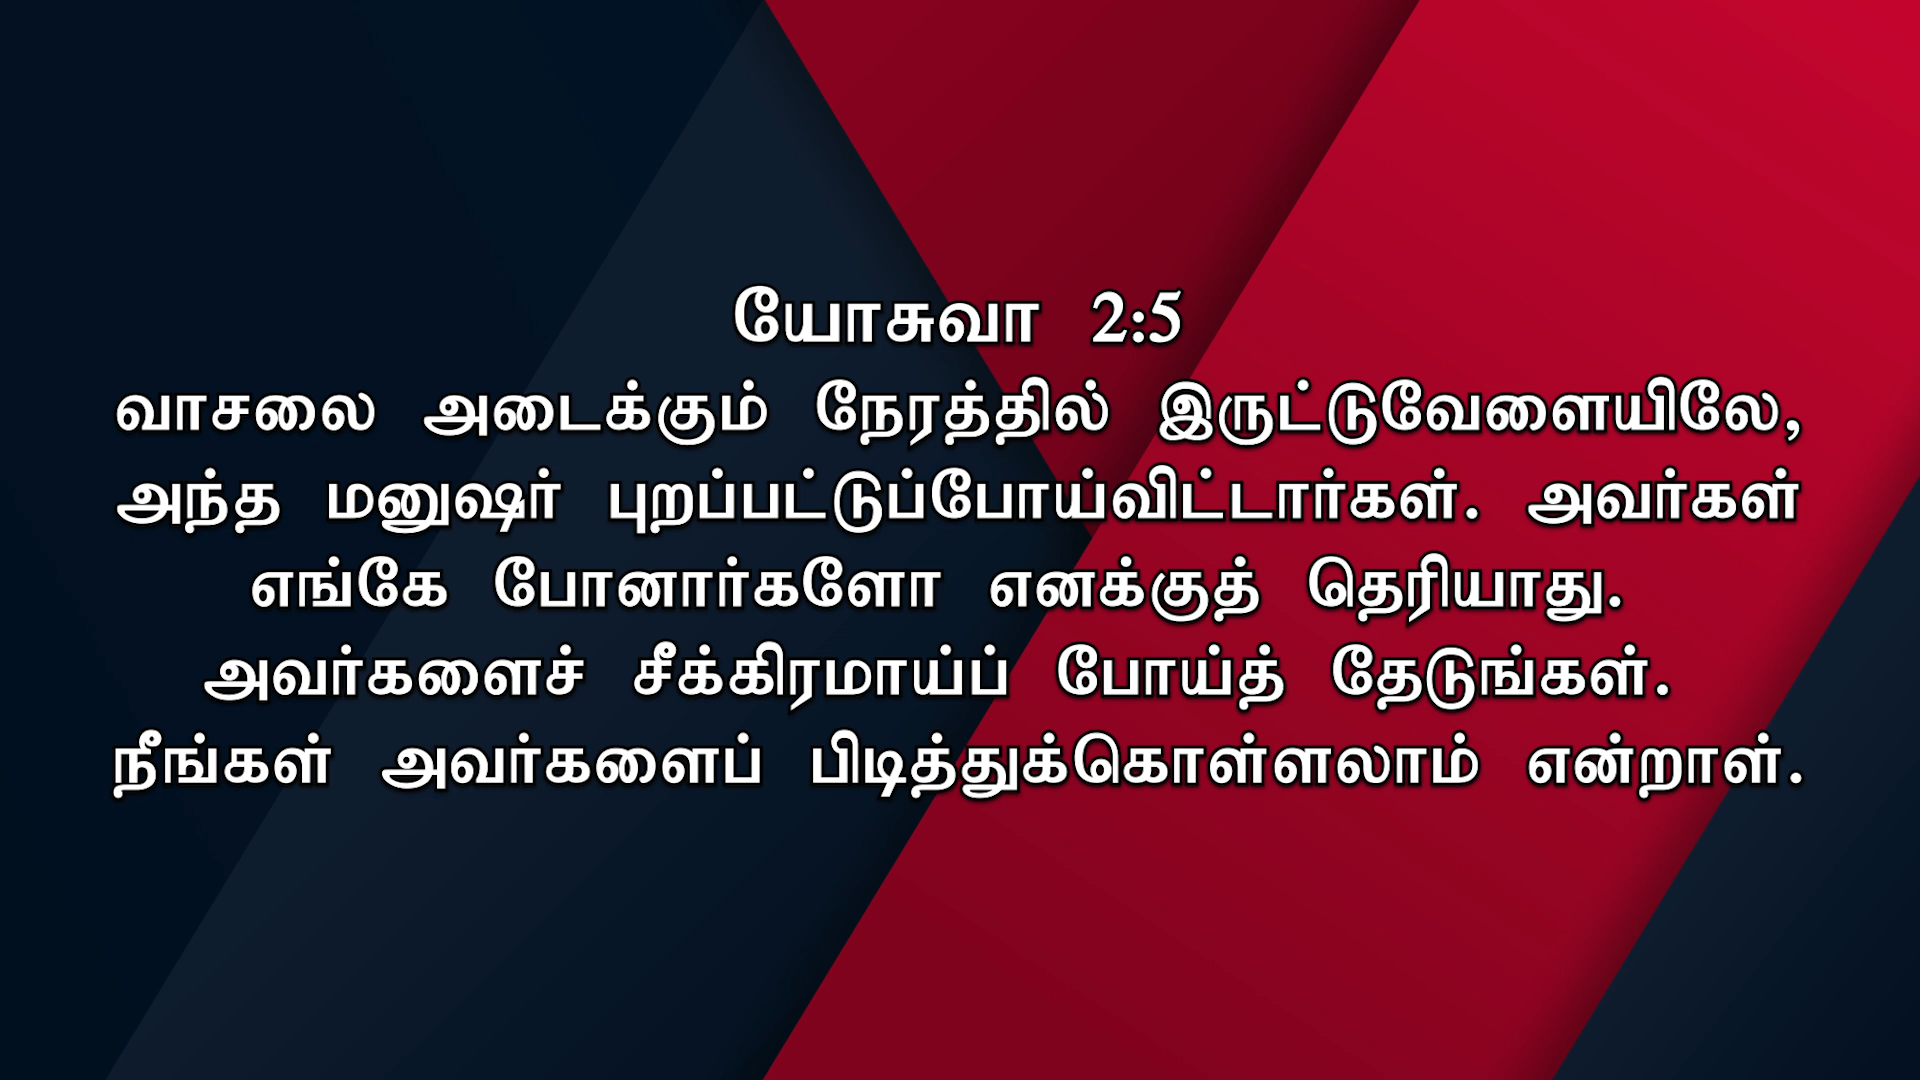 யோசுவா 2:5
வாசலை அடைக்கும் நேரத்தில் இருட்டுவேளையிலே,
அந்த மனுஷர் புறப்பட்டுப்போய்விட்டார்கள். அவர்கள்
எங்கே போனார்களோ எனக்குத் தெரியாது.
அவர்களைச் சீக்கிரமாய்ப் போய்த் தேடுங்கள்.
நீங்கள் அவர்களைப் பிடித்துக்கொள்ளலாம் என்றாள்.